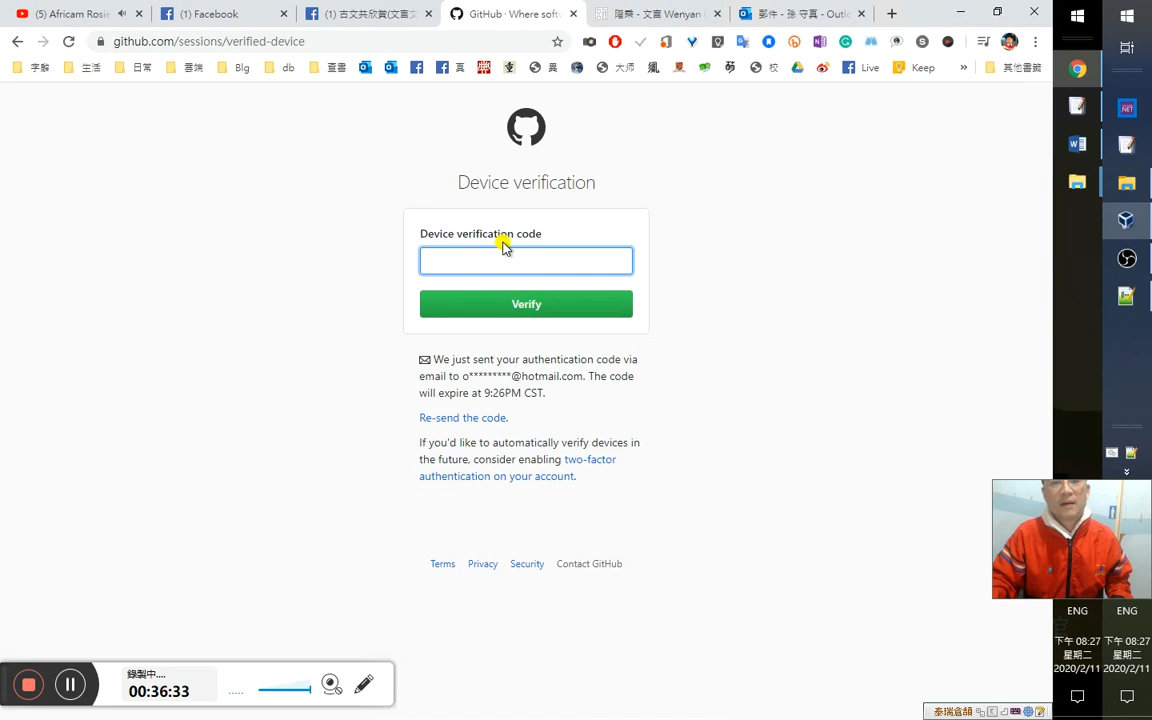 (5) Africam Rosie
(1) Facebook
(1) 古文共欣賞(文言文
GitHub · Where softw
階乘 - 文言 Wenyan C
郵件 - 孫 守真 - Outlo
github.com/sessions/verified-device
字辭
生活
日常
雲端
Blg
db
查書
真
異
大师
校
Live
Keep
»
其他書籤
Device verification
Device verification code
Verify
We just sent your authentication code via
email to o*********@hotmail.com. The code
will expire at 9:26PM CST.
Re-send the code.
If you'd like to automatically verify devices in
the future, consider enabling two-factor
authentication on your account.
Terms Privacy Security Contact GitHub
錄製中....
00:36:33
.....
ENG
下午 08:27
星期二
2020/2/11
ENG
下午 08:27
星期二
2020/2/11
泰瑞倉頡